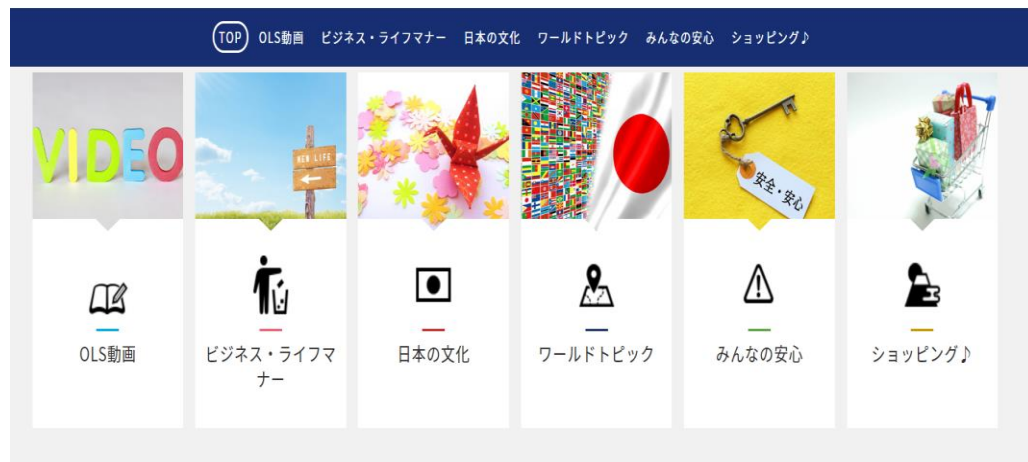 TOP OLS動画 ビジネス・ライフマナー 日本の文化 ワールドトピック みんなの安心 ショッピング♪
VIDEO
NEW LIFE
安全・安心
OLS動画
ビジネス・ライフマ
ナー
日本の文化
ワールドトピック
みんなの安心
ショッピング♪